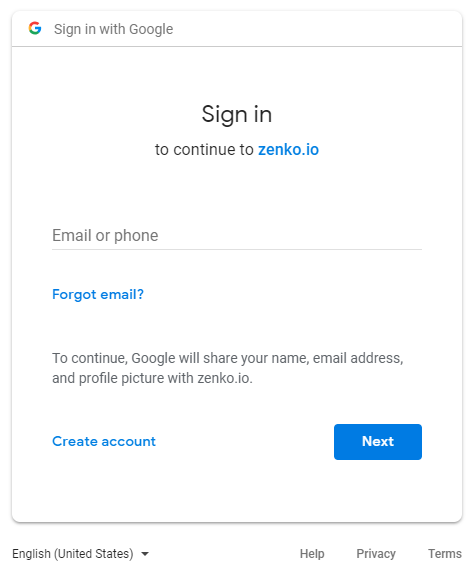 Sign in with Google
Sign in
to continue to zenko.io
Email or phone
Forgot email?
To continue, Google will share your name, email address,
and profile picture with zenko.io.
Create account
Next
English (United States)
Help
Privacy
Terms